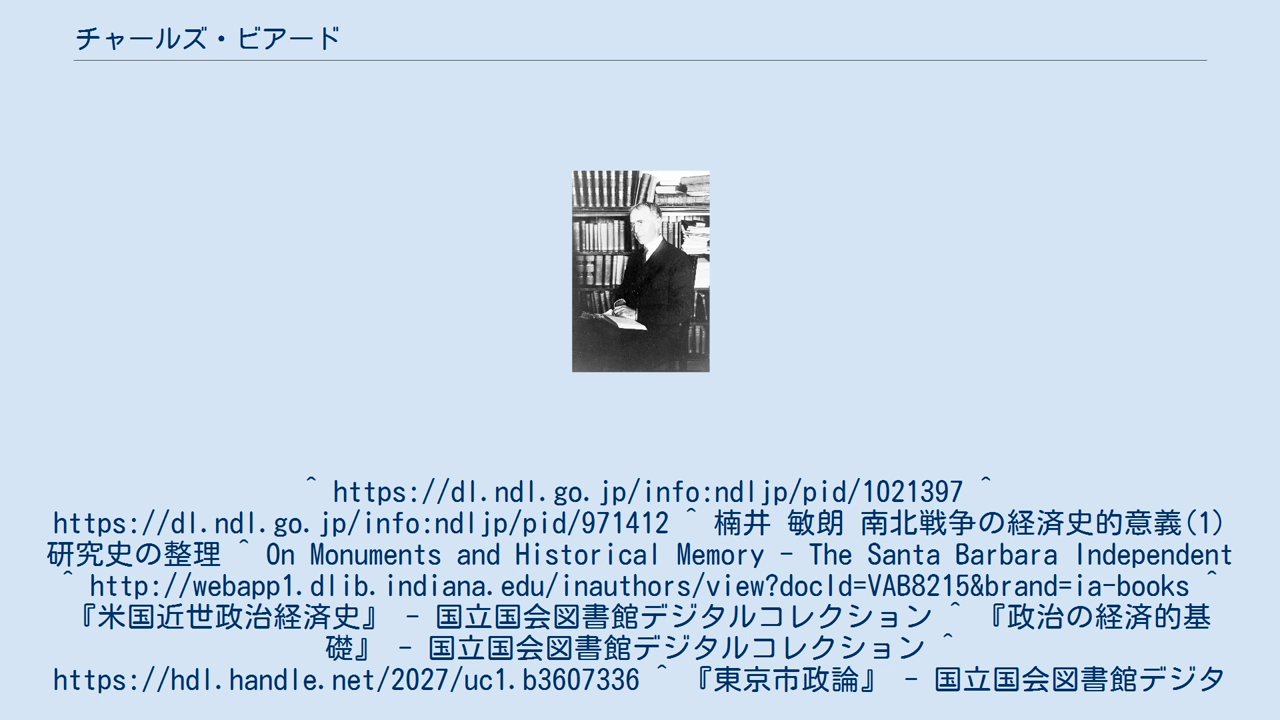 チャールズ・ビアード
^ https://dl.ndl.go.jp/info:ndljp/pid/1021397 ^
https://dl.ndl.go.jp/info:ndljp/pid/971412 ^ 楠井 敏朗 南北戦争の経済史的意義(1)
研究史の整理 ^ On Monuments and Historical Memory - The Santa Barbara Independent
^ http://webapp1.dlib.indiana.edu/inauthors/view?docId=VAB8215&brand=ia-books ^
『米国近世政治経済史』 - 国立国会図書館デジタルコレクション ^ 『政治の経済的基
礎』 - 国立国会図書館デジタルコレクション ^
https://hdl.handle.net/2027/uc1.b3607336 ^ 『東京市政論』 - 国立国会図書館デジタ